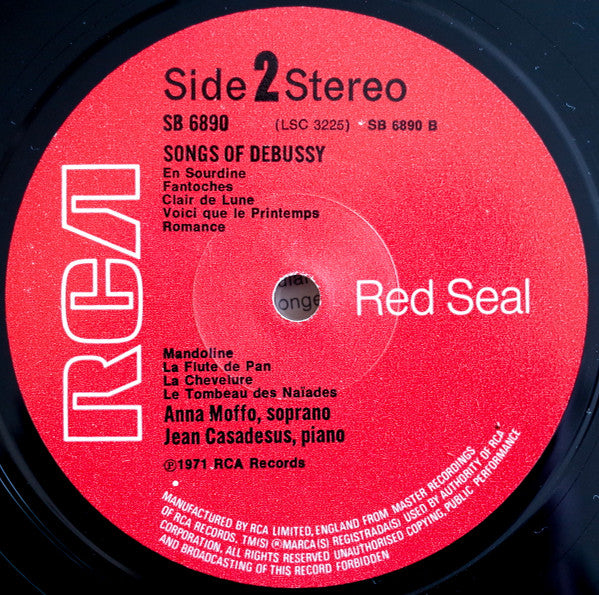 Side 2 Stereo
SB 6890 (LSC 3225) SB 6890 B
SONGS OF DEBUSSY
En Sourdine
Fantoches
Clair de Lune
Voici que le Printemps
Romance
RCA
Red Seal
Mandoline
La Flute de Pan
La Chevelure
Le Tombeau des Naïades
Anna Moffo, soprano
Jean Casadesus, piano
℗1971 RCA Records
MANUFACTURED BY RCA LIMITED, ENGLAND FROM MASTER RECORDINGS
OF RCA RECORDS, TM(S) ® MARCA(S) REGISTRADA(S) USED BY AUTHORITY OF RCA
CORPORATION, ALL RIGHTS RESERVED UNAUTHORISED COPYING, PUBLIC PERFORMANCE
AND BROADCASTING OF THIS RECORD FORBIDDEN